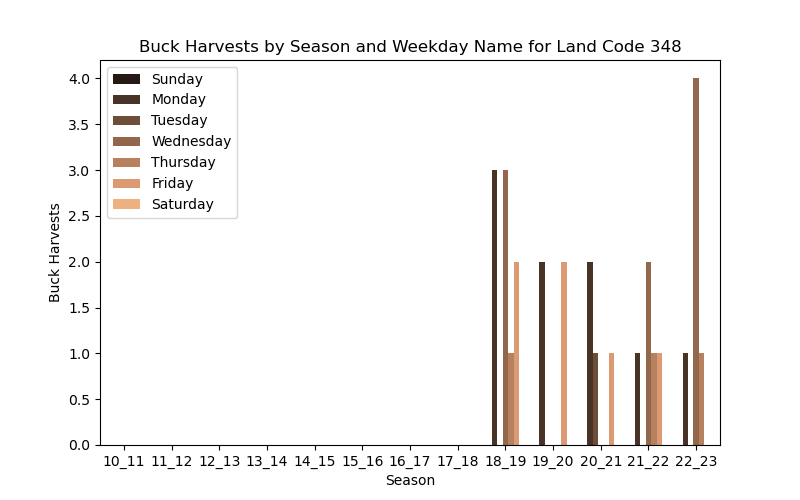 Buck Harvests by Season and Weekday Name for Land Code 348
Sunday
Monday
Tuesday
Wednesday
Thursday
Friday
Saturday
Buck Harvests
4.0
3.5
3.0
2.5
2.0
1.5
1.0
0.5
0.0
10_11 11_12 12_13 13_14 14_15 15_16 16_17 17_18 18_19 19_20 20_21 21_22 22_23
Season